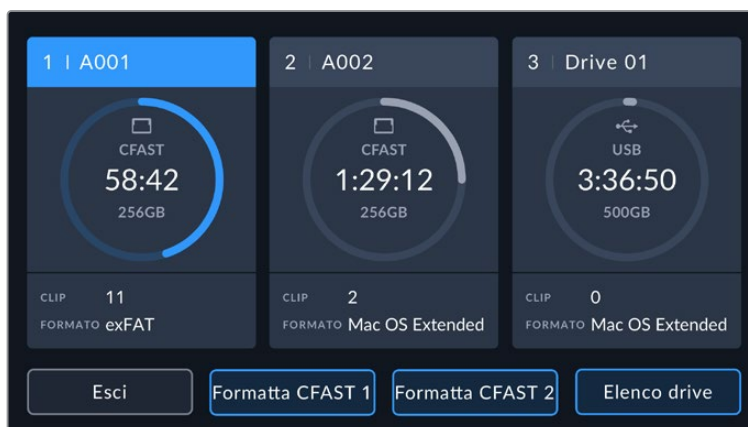 1 | A001
CFAST
58:42
256GB
CLIP 11
FORMATO exFAT
2 | A002
CFAST
1:29:12
256GB
CLIP 2
FORMATO Mac OS Extended
3 | Drive 01
USB
3:36:50
500GB
CLIP 0
FORMATO Mac OS Extended
Esci
Formatta CFAST 1
Formatta CFAST 2
Elenco drive